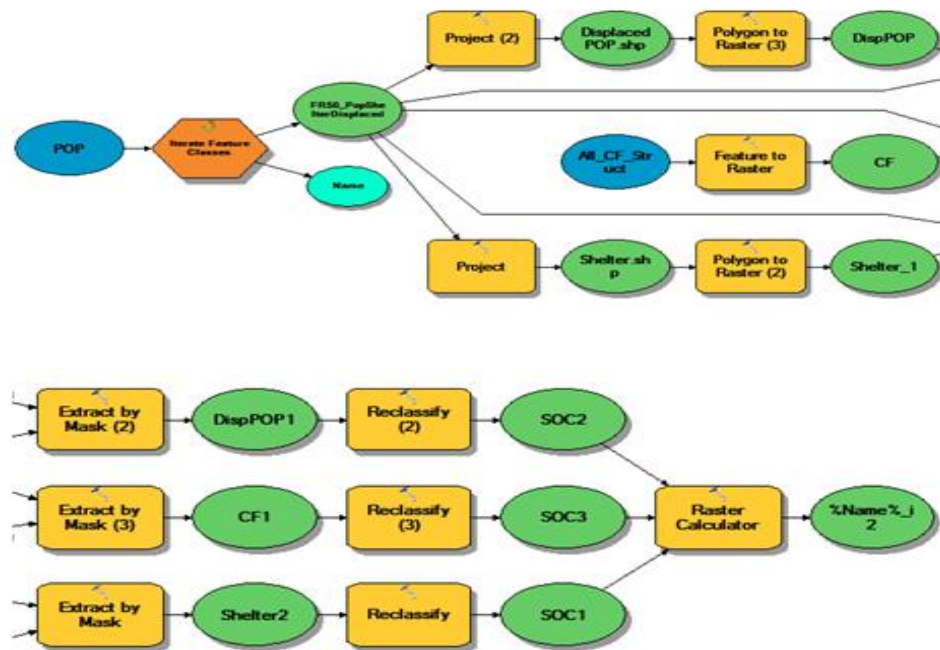 Project (2)
Displaced
POP.shp
Polygon to
Raster (3)
DispPOP
POP
Iterate Feature
Classes
FR50_PopShe
lterDisplaced
Name
All_CF_Str
uct
Feature to
Raster
CF
Project
Shelter.sh
p
Polygon to
Raster (2)
Shelter_1
Extract by
Mask (2)
DispPOP1
Reclassify
(2)
SOC2
Extract by
Mask (3)
CF1
Reclassify
(3)
SOC3
Raster
Calculator
%Name%_i
2
Extract by
Mask
Shelter2
Reclassify
SOC1